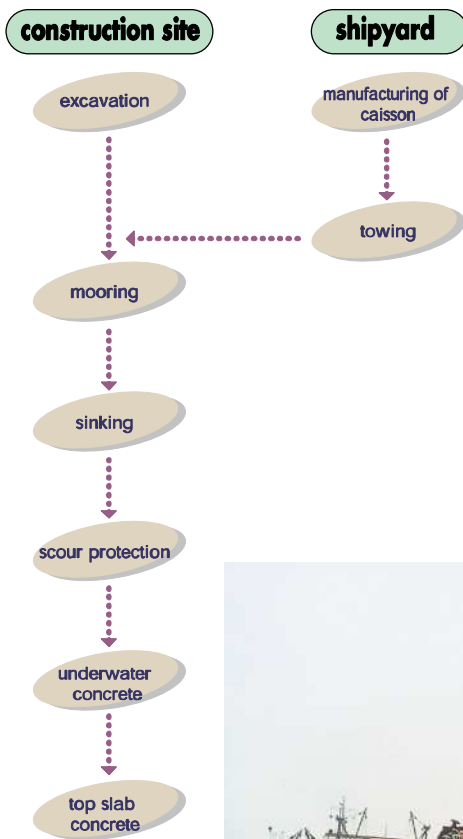 construction site
shipyard
excavation
manufacturing of
caisson
towing
mooring
sinking
scour protection
underwater
concrete
top slab
concrete